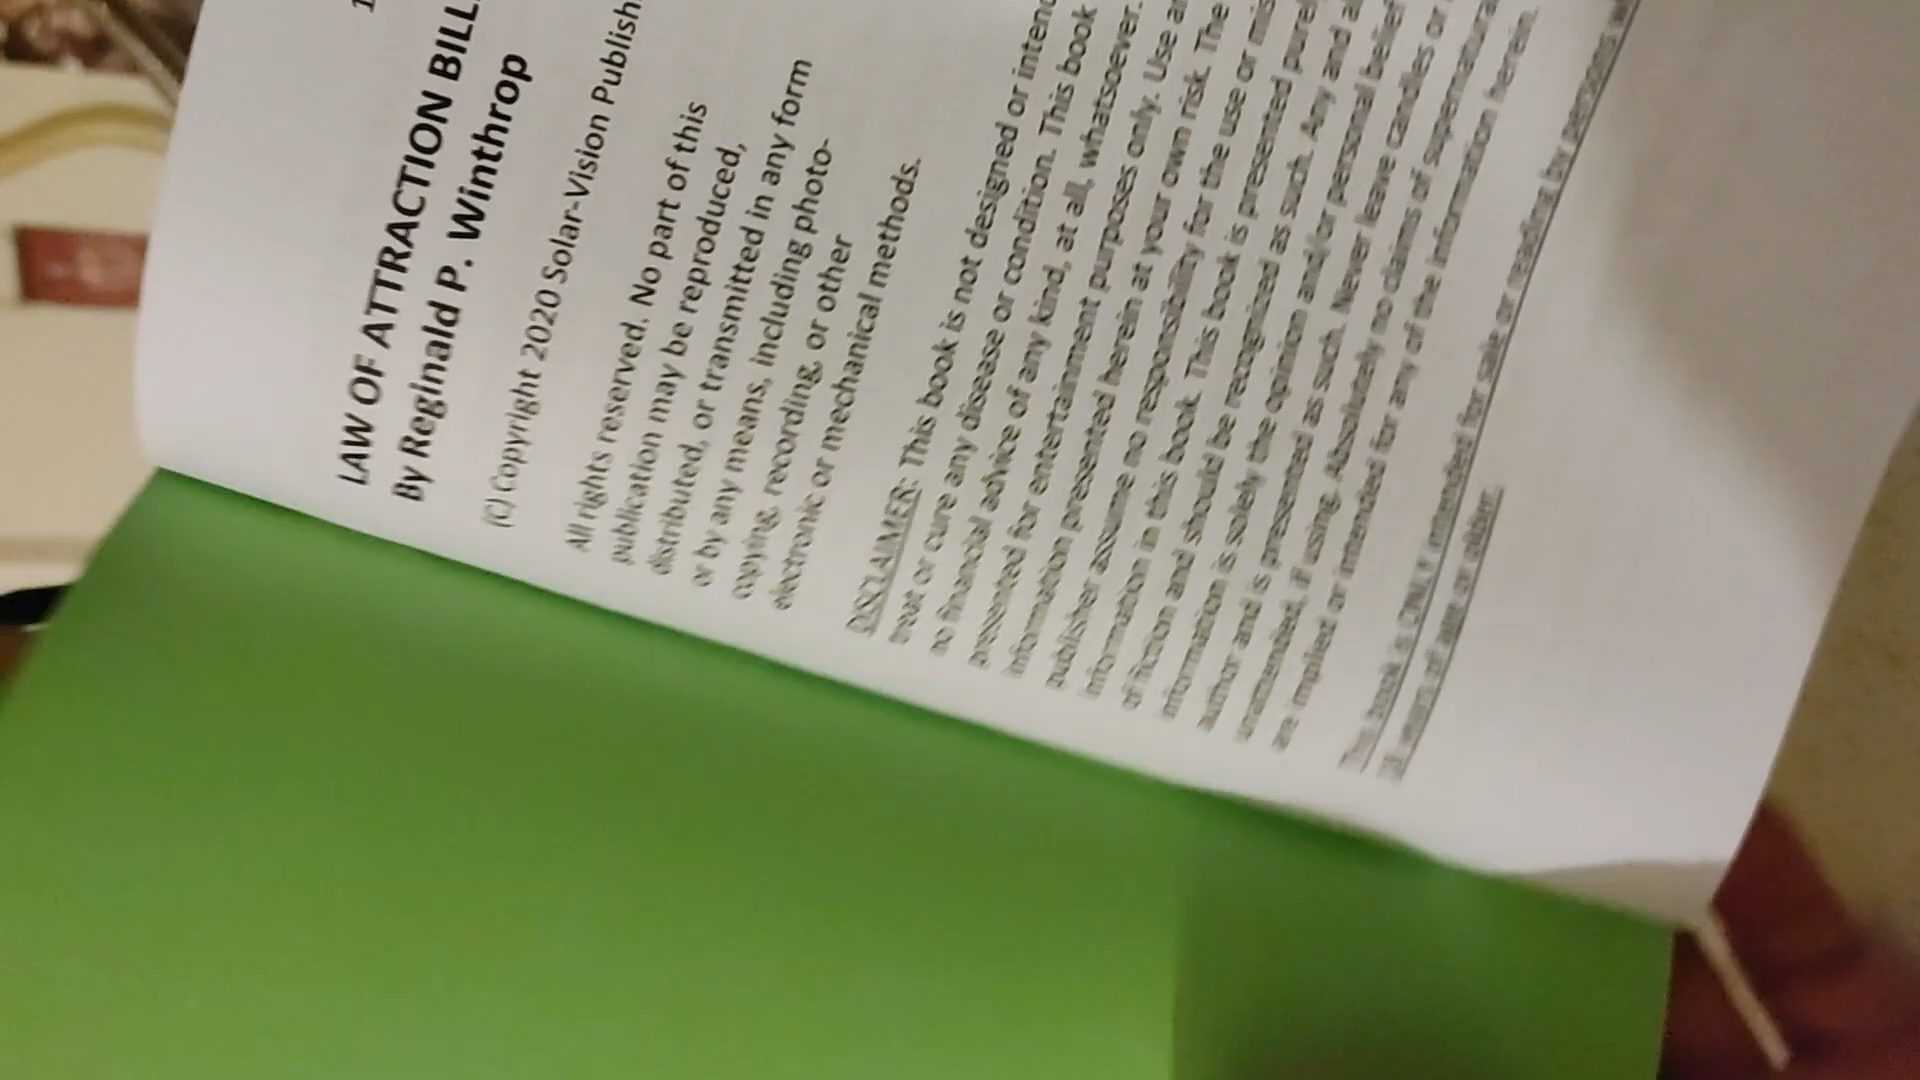 1
LAW OF ATTRACTION BILL
By Reginald P. Winthrop
(C) Copyright 2020 Solar-Vision Publish
All rights reserved. No part of this
publication may be reproduced,
distributed, or transmitted in any form
or by any means, including photo-
copying, recording, or other
electronic or mechanical methods.
DISCLAIMER: This book is not designed or intend
treat or cure any disease or condition. This book
no financial advice of any kind, at all, whatsoever.
presented for entertainment purposes only. Use a
information presented herein at your own risk. The
publisher assume no responsibility for the use or mis
information in this book. This book is presented purel
of fiction and should be recognized as such. Any and a
information is solely the opinion and/or personal belief
author and is presented as such. Never leave candles or
unattended, if using. Absolutely no claims of supernatural
are implied or intended for any of the information herein.
This book is ONLY intended for sale or reading by persons
years of age or older.